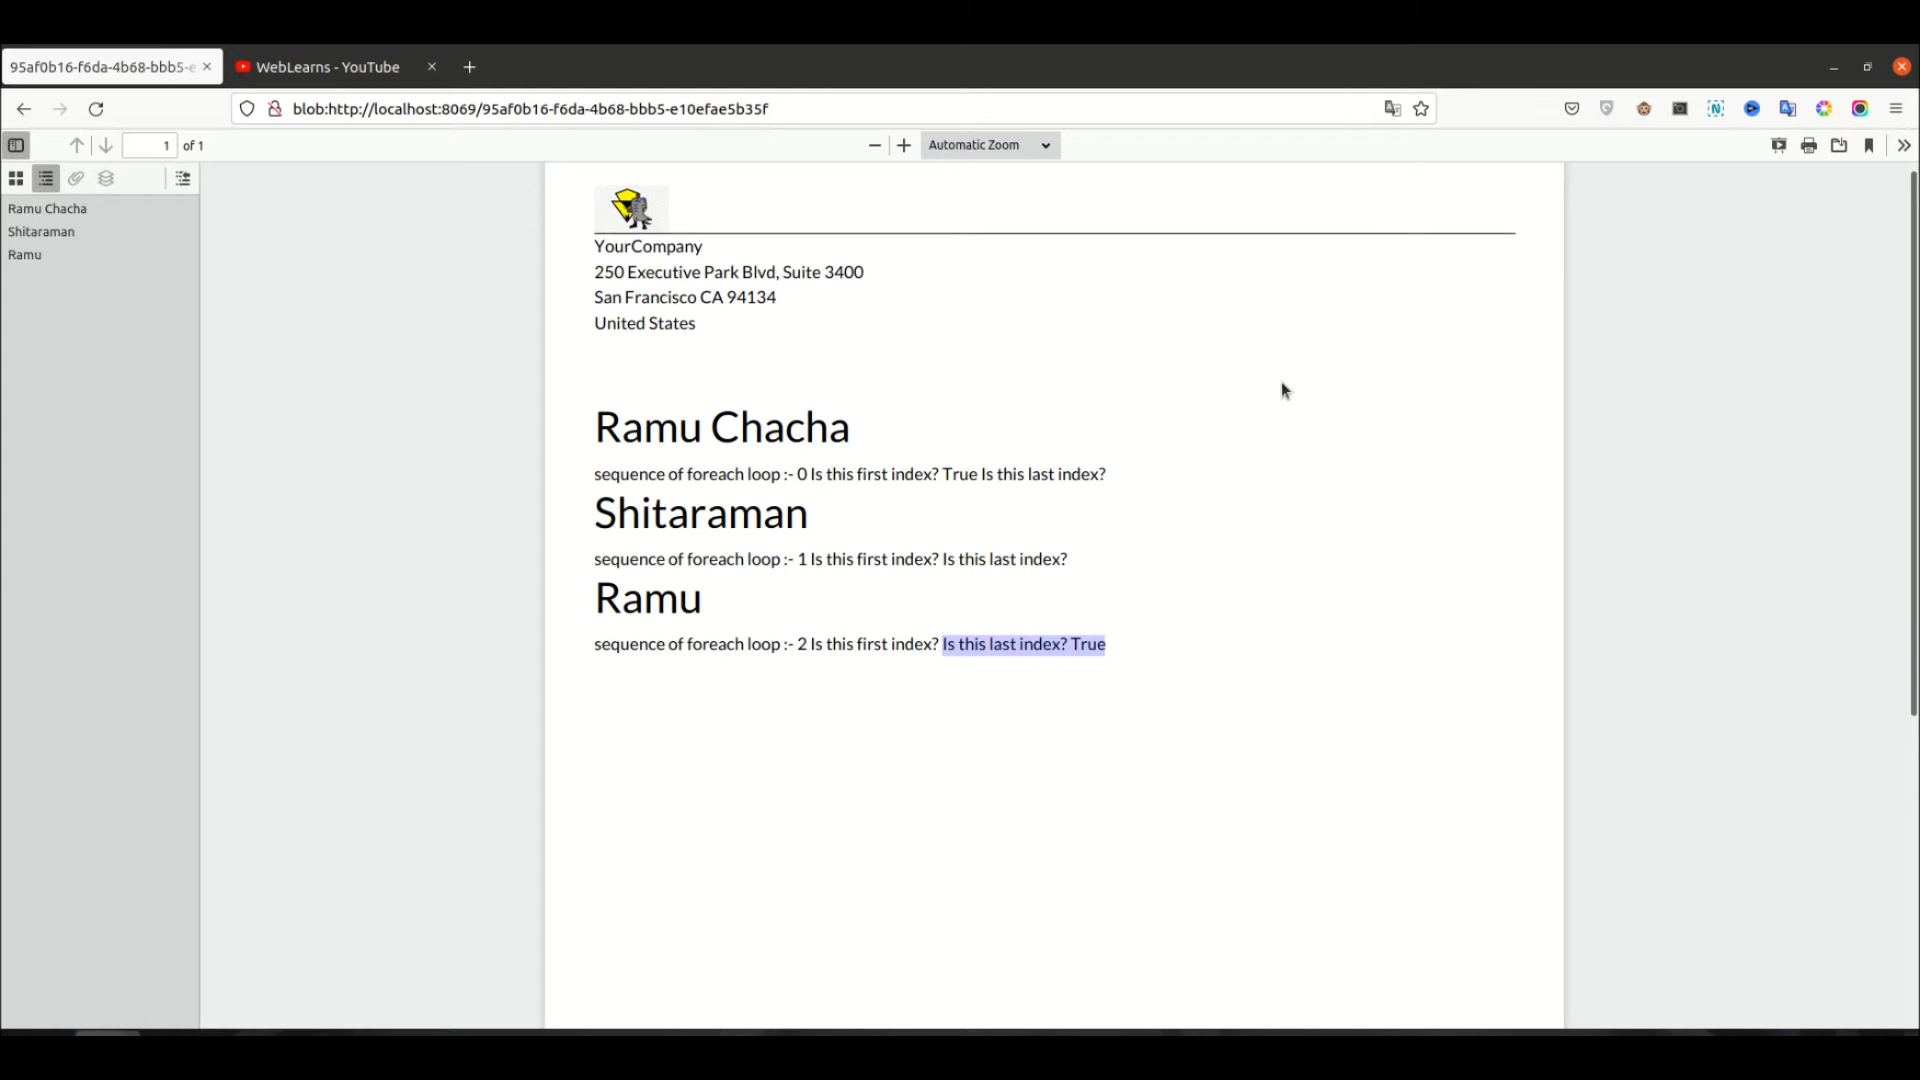 95af0b16-f6da-4b68-bbb5-e
WebLearns - YouTube
blob:http://localhost:8069/95af0b16-f6da-4b68-bbb5-e10efae5b35f
1 of 1
Automatic Zoom
Ramu Chacha
Shitaraman
Ramu
YourCompany
250 Executive Park Blvd, Suite 3400
San Francisco CA 94134
United States
Ramu Chacha
sequence of foreach loop :- 0 Is this first index? True Is this last index?
Shitaraman
sequence of foreach loop :- 1 Is this first index? Is this last index?
Ramu
sequence of foreach loop :- 2 Is this first index? Is this last index? True